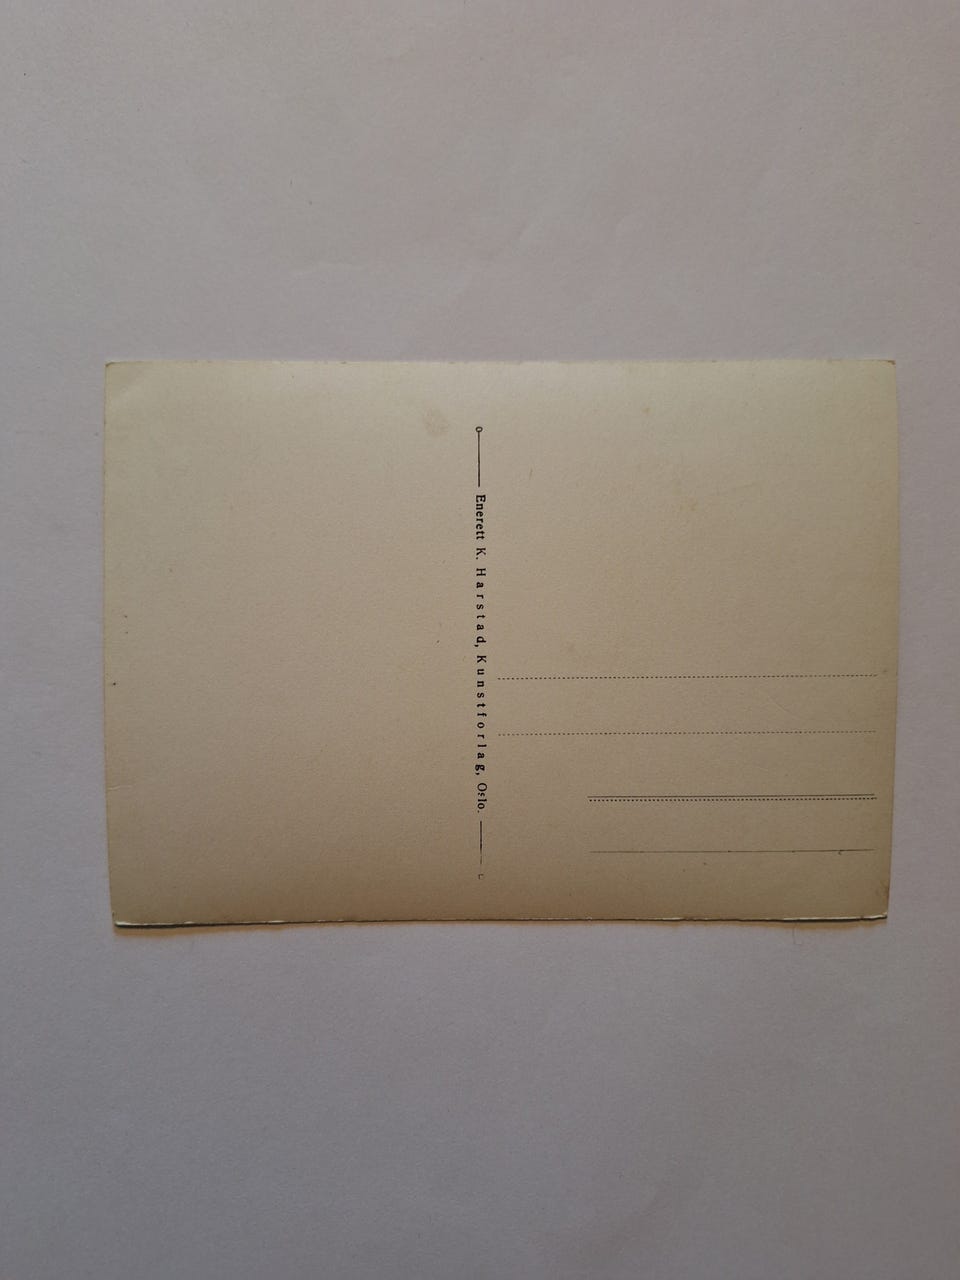 Enerett K. Harstad, Kunstforlag, Oslo.